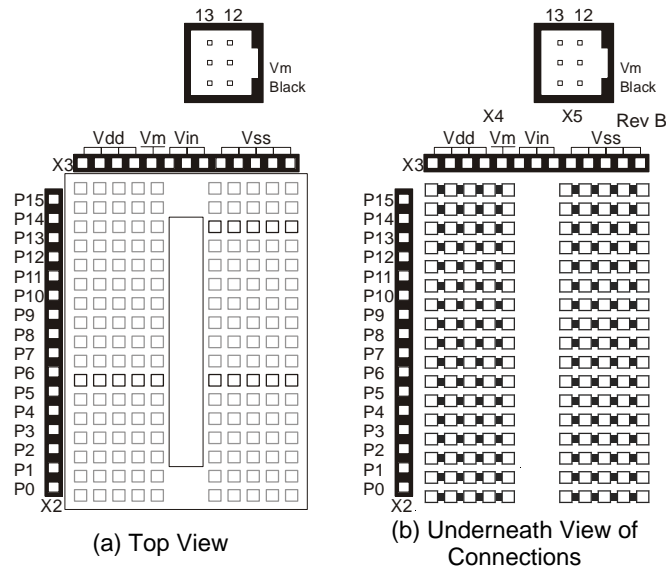 13 12
Vm
Black
Vdd Vm Vin Vss
X3
P15
P14
P13
P12
P11
P10
P9
P8
P7
P6
P5
P4
P3
P2
P1
P0
X2
(a) Top View
13 12
Vm
Black
X4 X5 Rev B
Vdd Vm Vin Vss
X3
P15
P14
P13
P12
P11
P10
P9
P8
P7
P6
P5
P4
P3
P2
P1
P0
X2
(b) Underneath View of
Connections